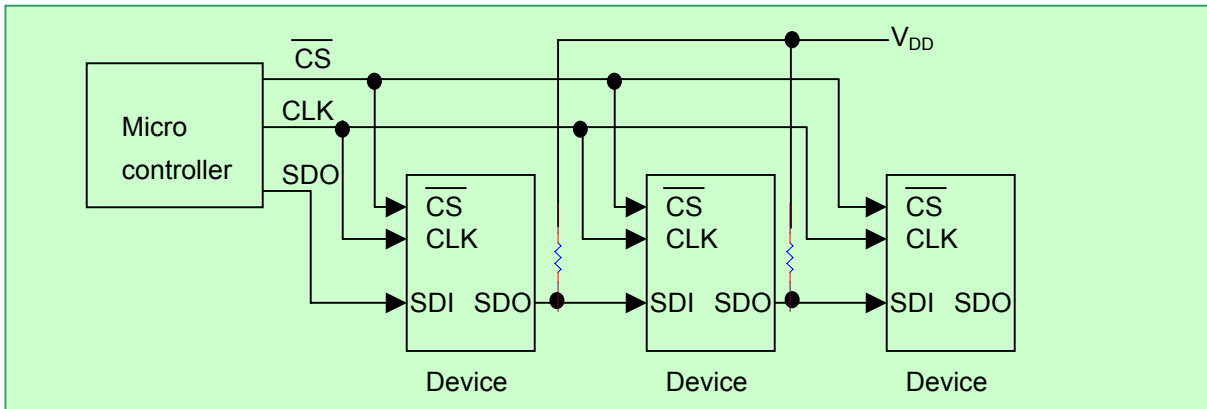 CS
V_DD
CLK
Micro
controller
SDO
CS
CLK
SDI SDO
Device
CS
CLK
SDI SDO
Device
CS
CLK
SDI SDO
Device